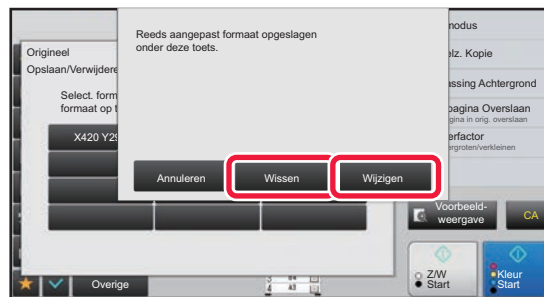 Reeds aangepast formaat opgeslagen
onder deze toets.
Annuleren
Wissen
Wijzigen
Origineel
Opslaan/Verwijdere
Select. form
formaat op t
X420 Y29
modus
elz. Kopie
assing Achtergrond
pagina Overslaan
gina in orig. overslaan
erfactor
ergroten/verkleinen
Voorbeeld-
weergave
CA
Z/W
Start
Kleur
Start
Overige
A3